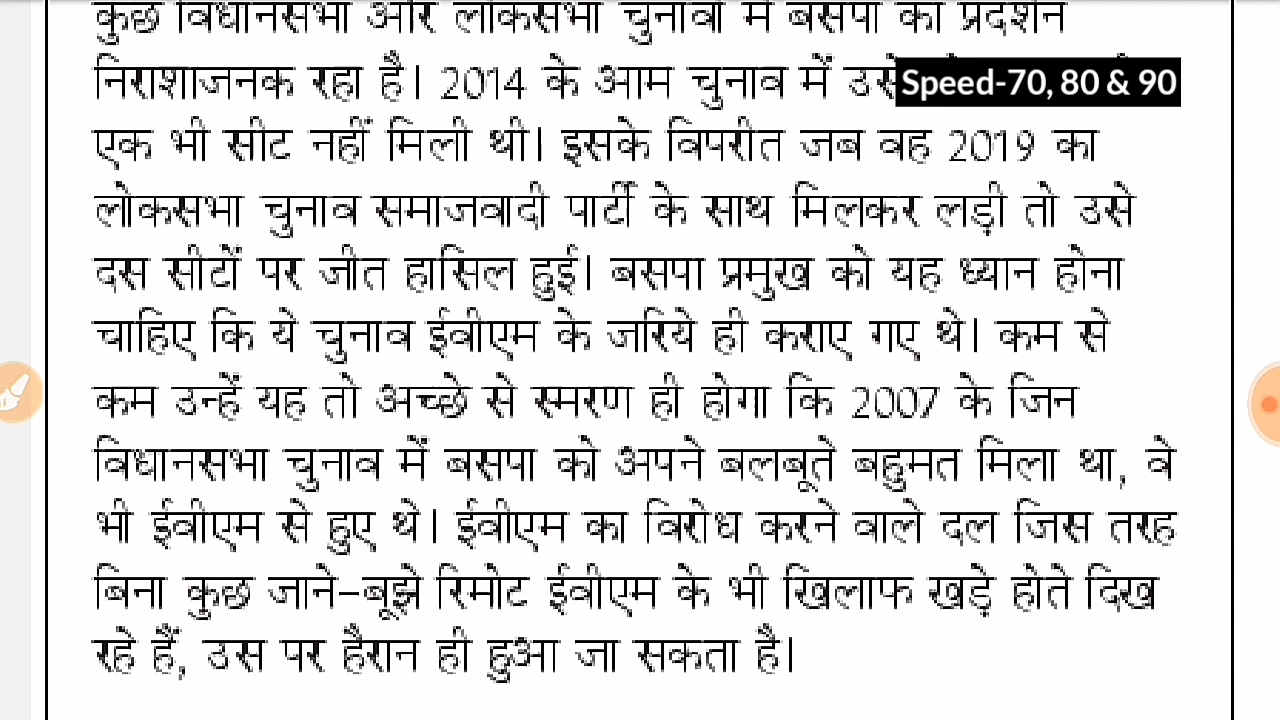 कुछ विधानसभा और लोकसभा चुनावों में बसपा का प्रदर्शन
निराशाजनक रहा है। 2014 के आम चुनाव में उसे
Speed-70, 80 & 90
एक भी सीट नहीं मिली थी। इसके विपरीत जब वह 2019 का
लोकसभा चुनाव समाजवादी पार्टी के साथ मिलकर लड़ी तो उसे
दस सीटों पर जीत हासिल हुई। बसपा प्रमुख को यह ध्यान होना
चाहिए कि ये चुनाव ईवीएम के जरिये ही कराए गए थे। कम से
कम उन्हें यह तो अच्छे से स्मरण ही होगा कि 2007 के जिन
विधानसभा चुनाव में बसपा को अपने बलबूते बहुमत मिला था, वे
भी ईवीएम से हुए थे। ईवीएम का विरोध करने वाले दल जिस तरह
बिना कुछ जाने-बूझे रिमोट ईवीएम के भी खिलाफ खड़े होते दिख
रहे हैं, उस पर हैरान ही हुआ जा सकता है।